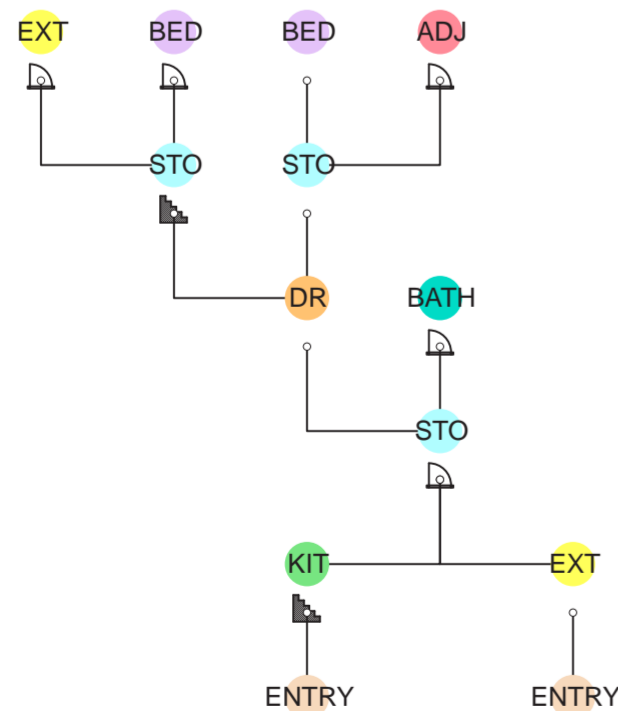 EXT BED BED ADJ
STO STO
DR BATH
STO
KIT EXT
ENTRY ENTRY